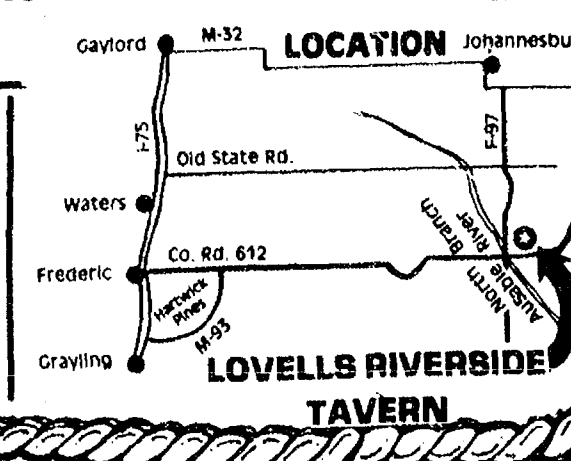 Gaylord
M-32
LOCATION
Johannesbu
I-75
F-97
Old State Rd.
Waters
North Branch
Ausable River
Co. Rd. 612
Frederic
Hartwick
Pines
M-93
Grayling
LOVELLS RIVERSIDE
TAVERN